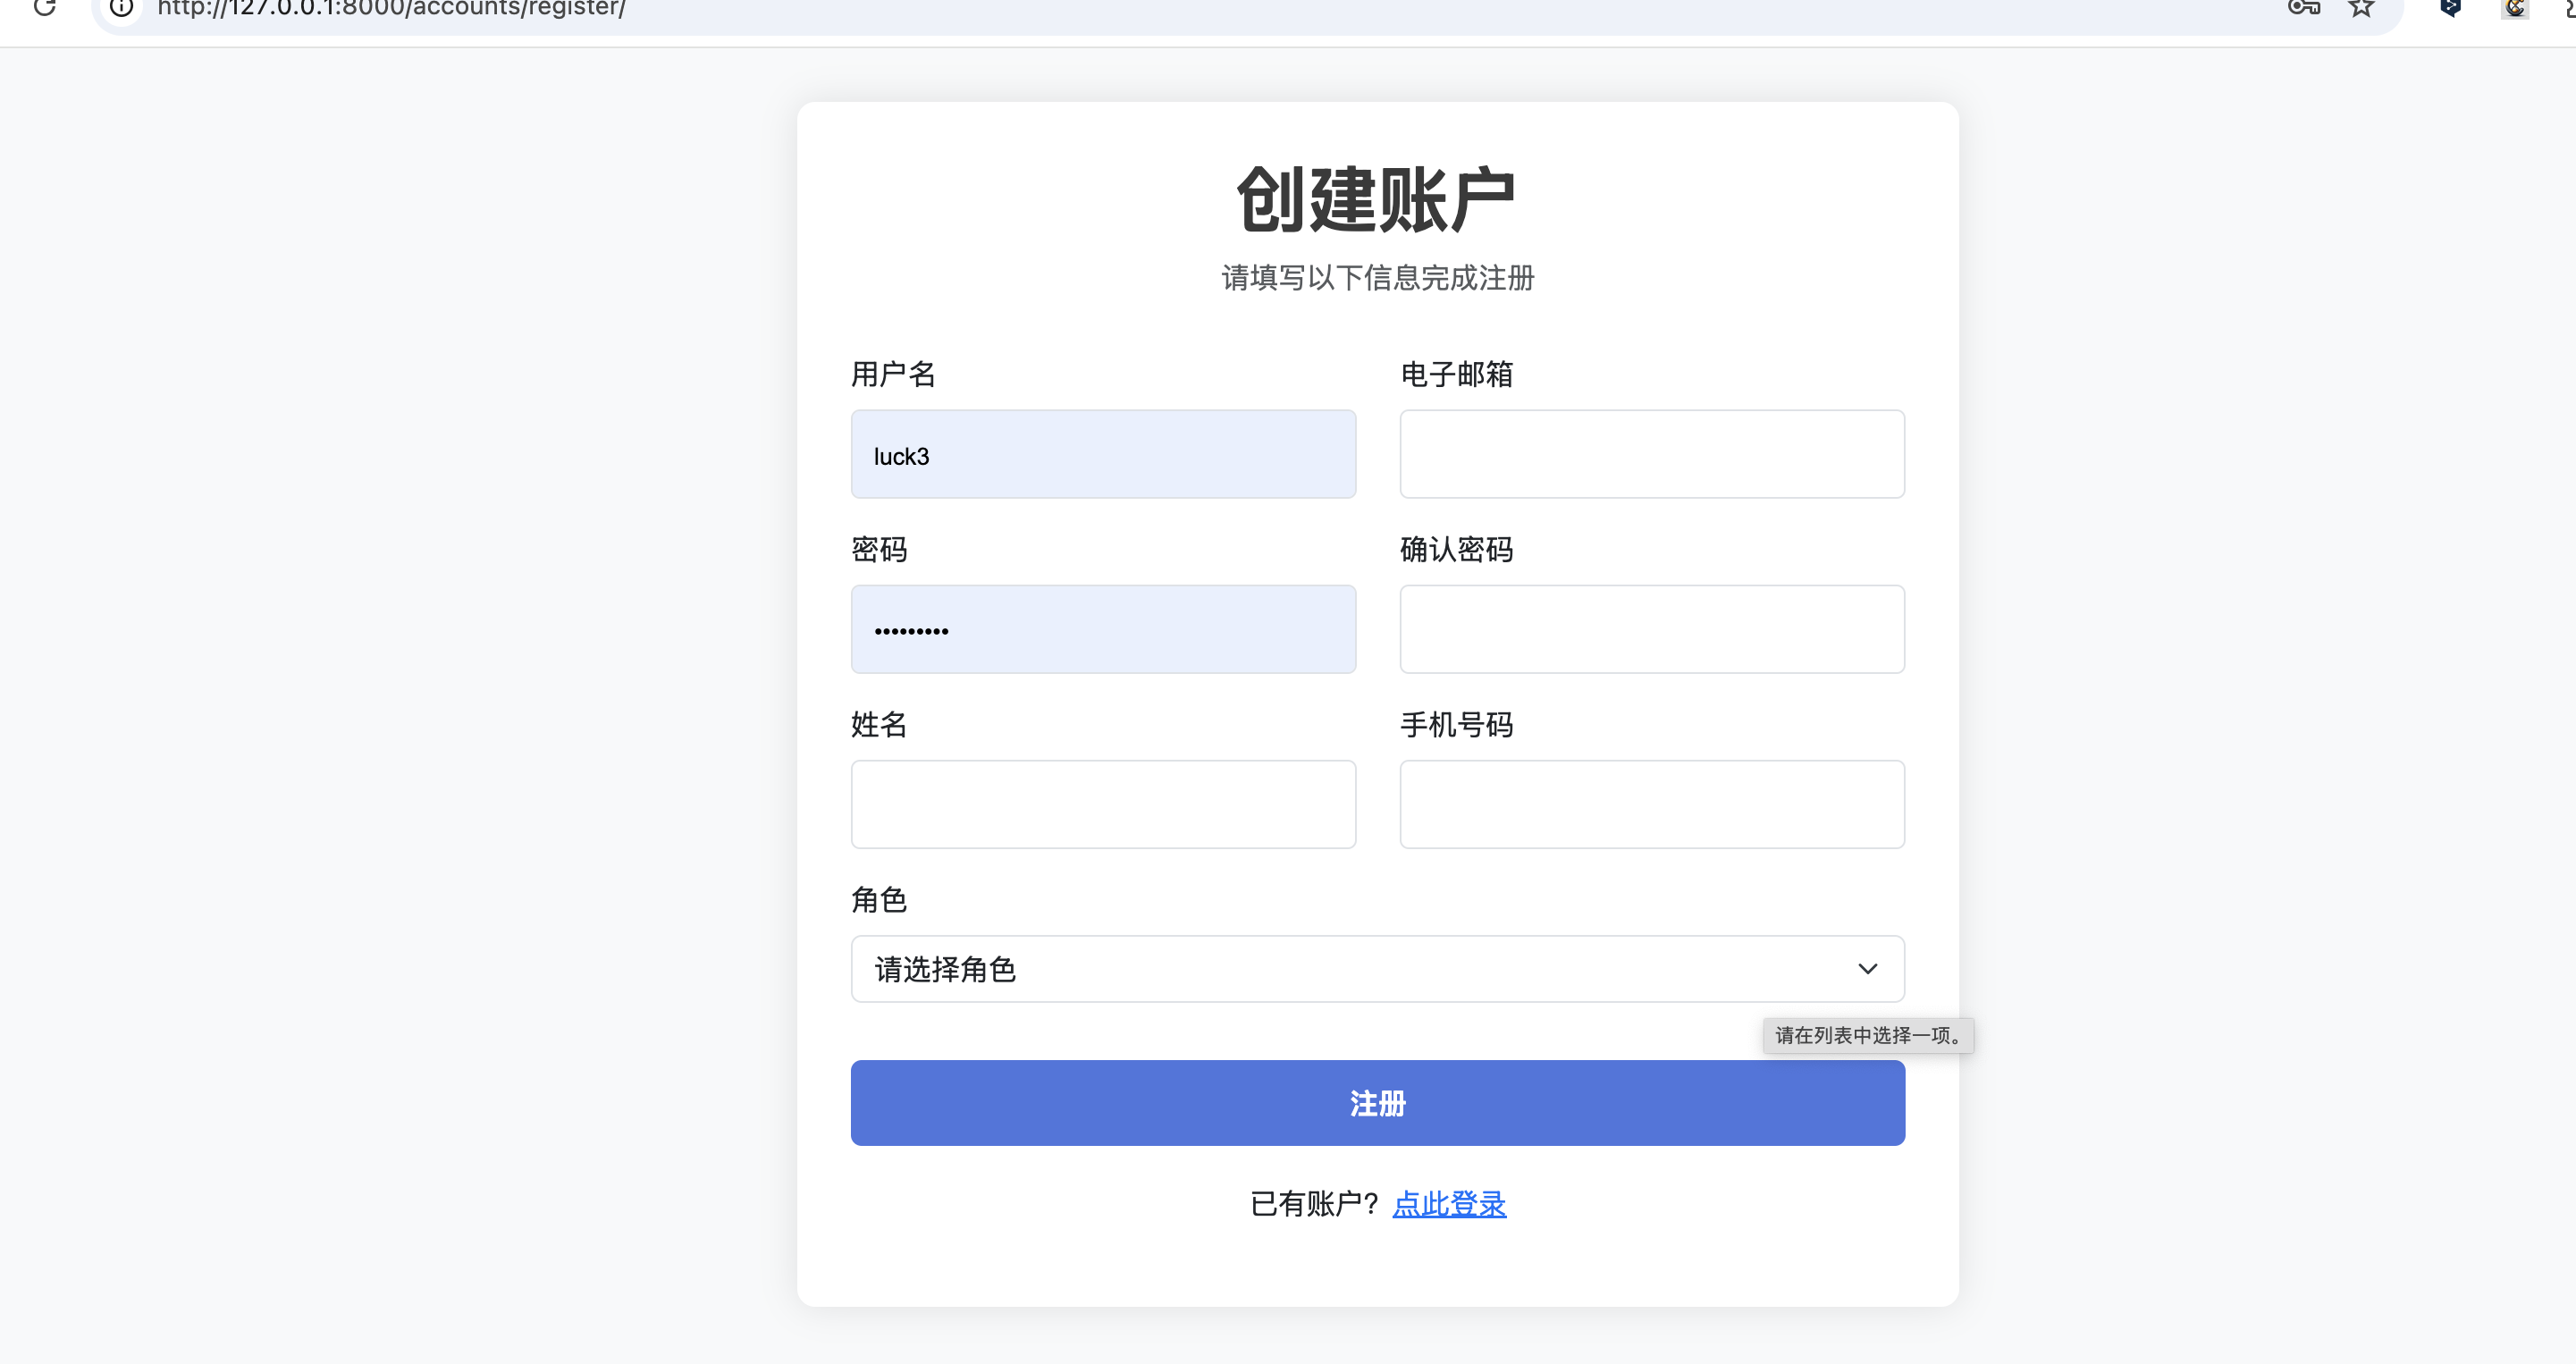 http://127.0.0.1:8000/accounts/register/
创建账户
请填写以下信息完成注册
用户名
电子邮箱
luck3
密码
确认密码
•••••••••
姓名
手机号码
角色
请选择角色
请在列表中选择一项。
注册
已有账户? 点此登录